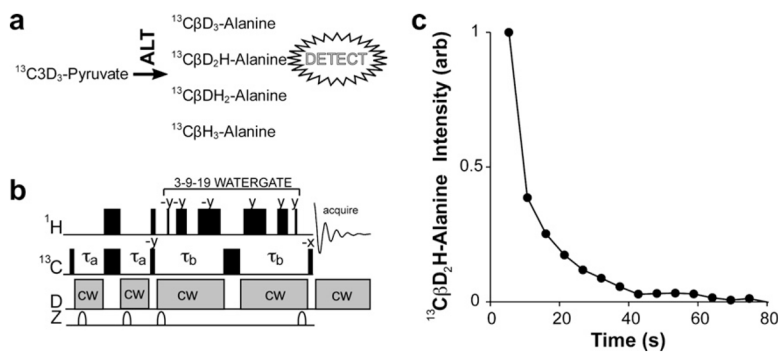 a
¹³C3D₃-Pyruvate
ALT
¹³CβD₃-Alanine
¹³CβD₂H-Alanine
¹³CβDH₂-Alanine
¹³CβH₃-Alanine
DETECT
b
3-9-19 WATERGATE
-y -y -y y y y
¹H
acquire
-y -x
¹³C τa τa τb τb
D cw cw cw cw cw
Z
c
¹³CβD₂H-Alanine Intensity (arb)
1
0.5
0
0 20 40 60 80
Time (s)